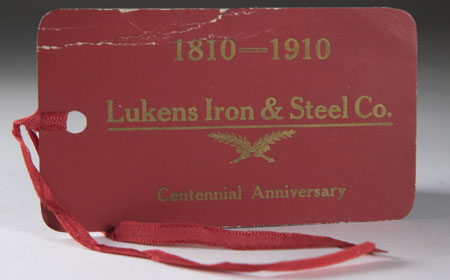 1810—1910
Lukens Iron & Steel Co.
Centennial Anniversary